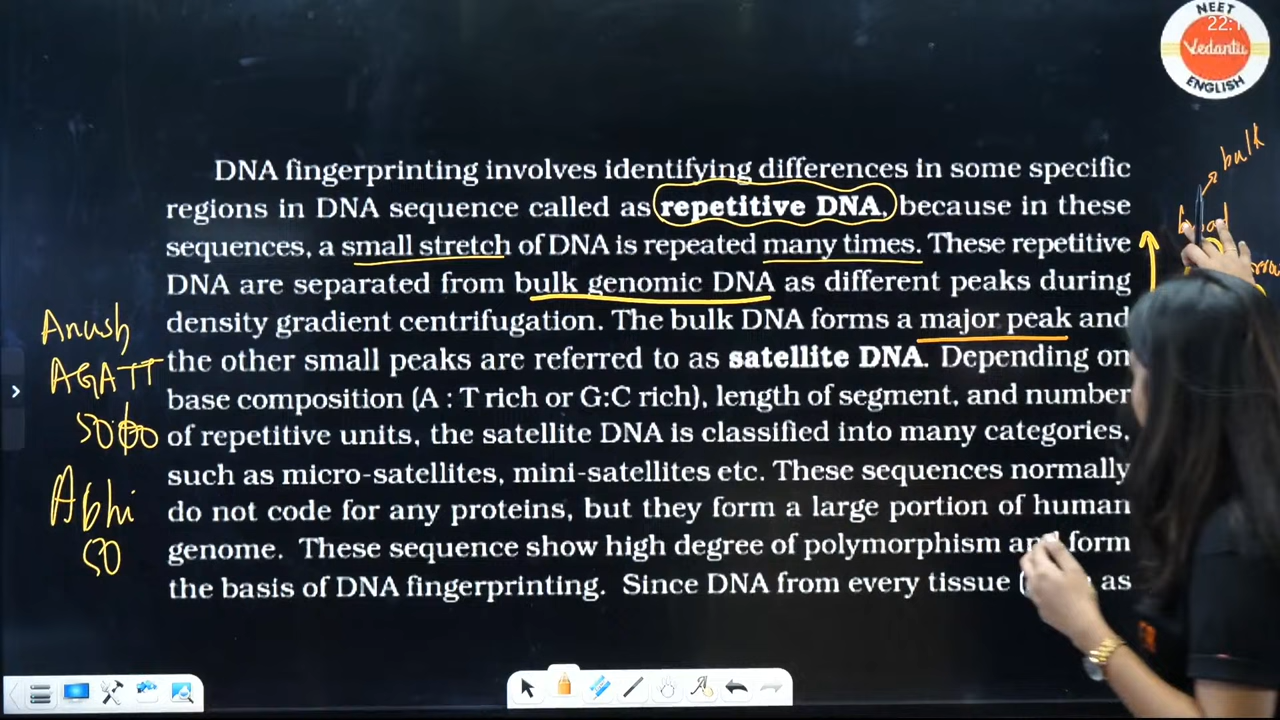 NEET
22:1
Vedantu
ENGLISH
bulk
DNA fingerprinting involves identifying differences in some specific
regions in DNA sequence called as repetitive DNA, because in these
sequences, a small stretch of DNA is repeated many times. These repetitive
DNA are separated from bulk genomic DNA as different peaks during
density gradient centrifugation. The bulk DNA forms a major peak and
the other small peaks are referred to as satellite DNA. Depending on
base composition (A : T rich or G:C rich), length of segment, and number
of repetitive units, the satellite DNA is classified into many categories,
such as micro-satellites, mini-satellites etc. These sequences normally
do not code for any proteins, but they form a large portion of human
genome. These sequence show high degree of polymorphism and form
the basis of DNA fingerprinting. Since DNA from every tissue as
Anush
AGATT
Abhi
50